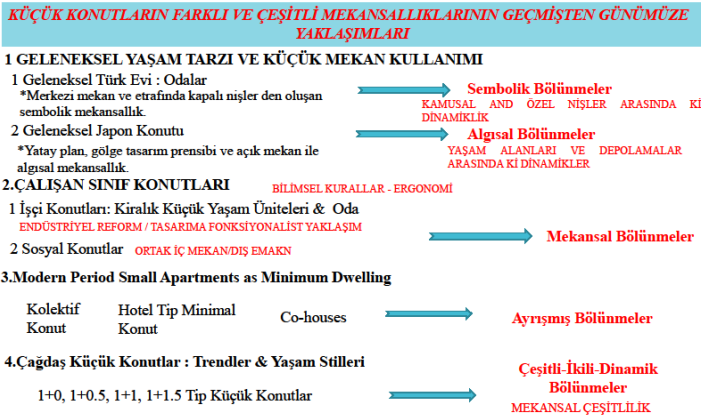 KÜÇÜK KONUTLARIN FARKLI VE ÇEŞİTLİ MEKANSALLIKLARININ GEÇMİŞTEN GÜNÜMÜZE
YAKLAŞIMLARI
1 GELENEKSEL YAŞAM TARZI VE KÜÇÜK MEKAN KULLANIMI
1 Geleneksel Türk Evi : Odalar
*Merkezi mekan ve etrafında kapalı nişler den oluşan
sembolik mekansallık.
Sembolik Bölünmeler
KAMUSAL AND ÖZEL NİŞLER ARASINDA Kİ
DİNAMİKLİK
2 Geleneksel Japon Konutu
*Yatay plan, gölge tasarım prensibi ve açık mekan ile
algısal mekansallık.
Algısal Bölünmeler
YAŞAM ALANLARI VE DEPOLAMALAR
ARASINDA Kİ DİNAMİKLER
2.ÇALIŞAN SINIF KONUTLARI
BİLİMSEL KURALLAR - ERGONOMİ
1 İşçi Konutları: Kiralık Küçük Yaşam Üniteleri & Oda
ENDÜSTRİYEL REFORM / TASARIMA FONKSİYONALİST YAKLAŞIM
2 Sosyal Konutlar ORTAK İÇ MEKAN/DIŞ EMAKN
Mekansal Bölünmeler
3.Modern Period Small Apartments as Minimum Dwelling
Kolektif
Konut
Hotel Tip Minimal
Konut
Co-houses
Ayrışmış Bölünmeler
4.Çağdaş Küçük Konutlar : Trendler & Yaşam Stilleri
1+0, 1+0.5, 1+1, 1+1.5 Tip Küçük Konutlar
Çeşitli-İkili-Dinamik
Bölünmeler
MEKANSAL ÇEŞİTLİLİK